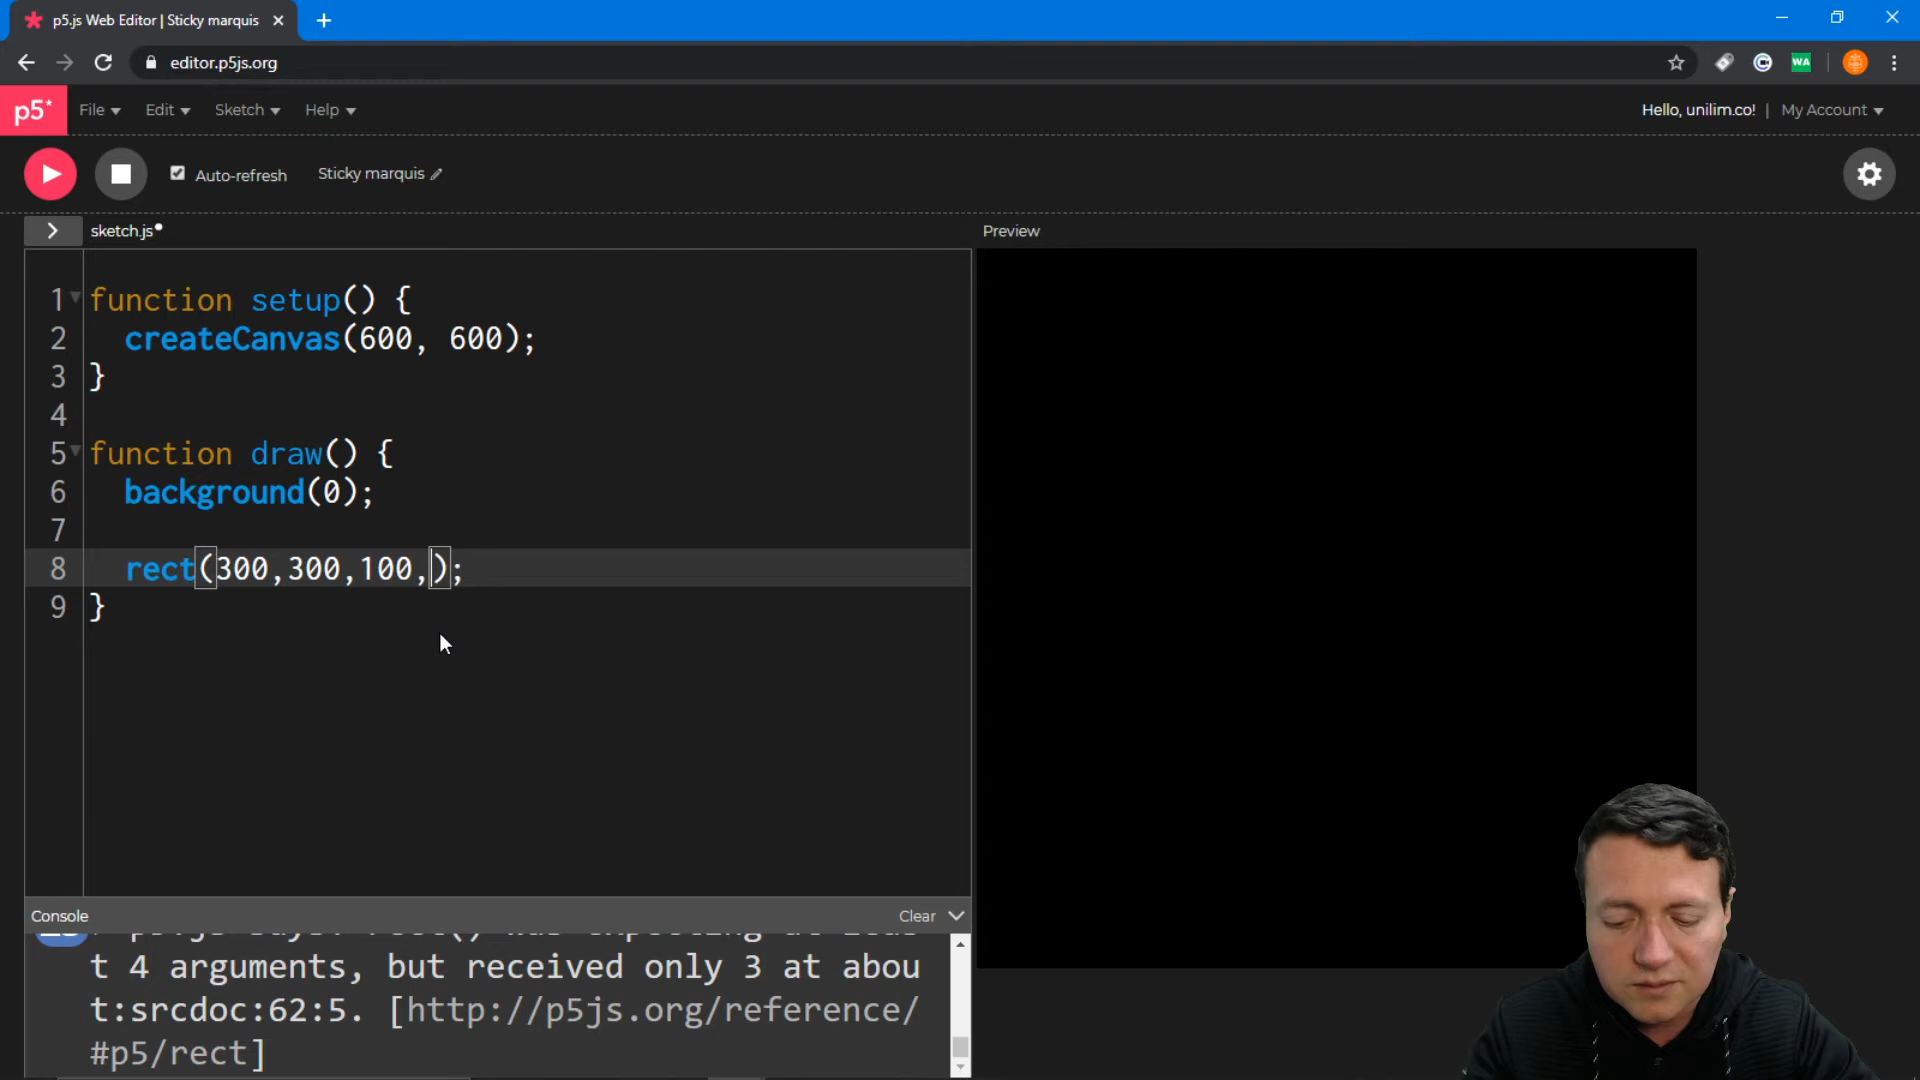 p5.js Web Editor | Sticky marquis
editor.p5js.org
WA
p5* File Edit Sketch Help Hello, unilim.co! | My Account
Auto-refresh Sticky marquis
> sketch.js Preview
1 function setup() {
2 createCanvas(600, 600);
3 }
4
5 function draw() {
6 background(0);
7
8 rect(300,300,100,);
9 }
Console Clear
t 4 arguments, but received only 3 at abou
t:srcdoc:62:5. [http://p5js.org/reference/
#p5/rect]